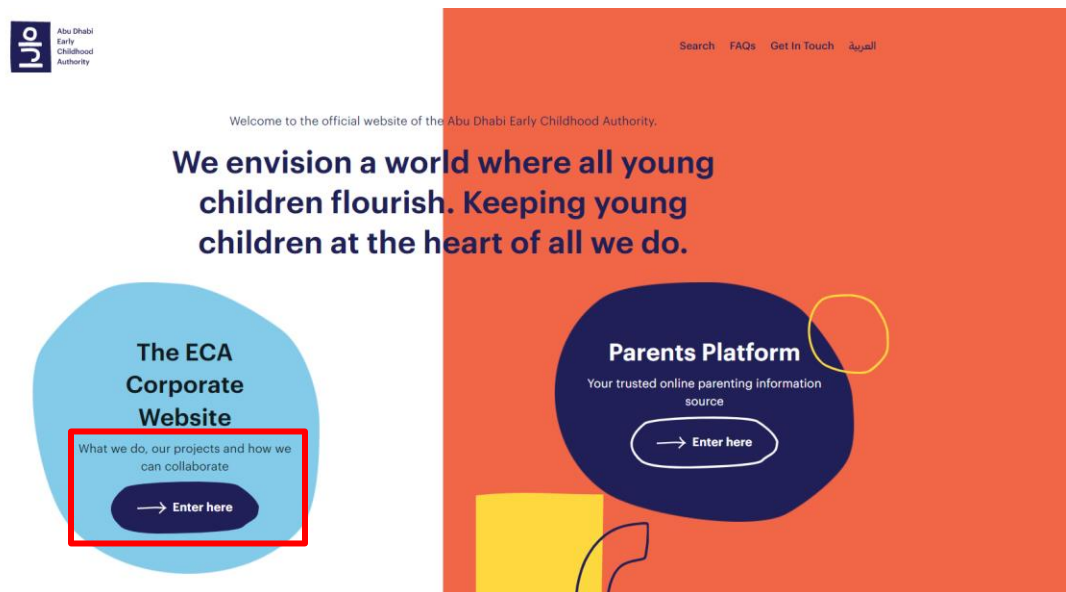 Abu Dhabi
Early
Childhood
Authority
Search FAQs Get In Touch العربية
Welcome to the official website of the Abu Dhabi Early Childhood Authority.
We envision a world where all young
children flourish. Keeping young
children at the heart of all we do.
The ECA
Corporate
Website
What we do, our projects and how we
can collaborate
Enter here
Parents Platform
Your trusted online parenting information
source
Enter here